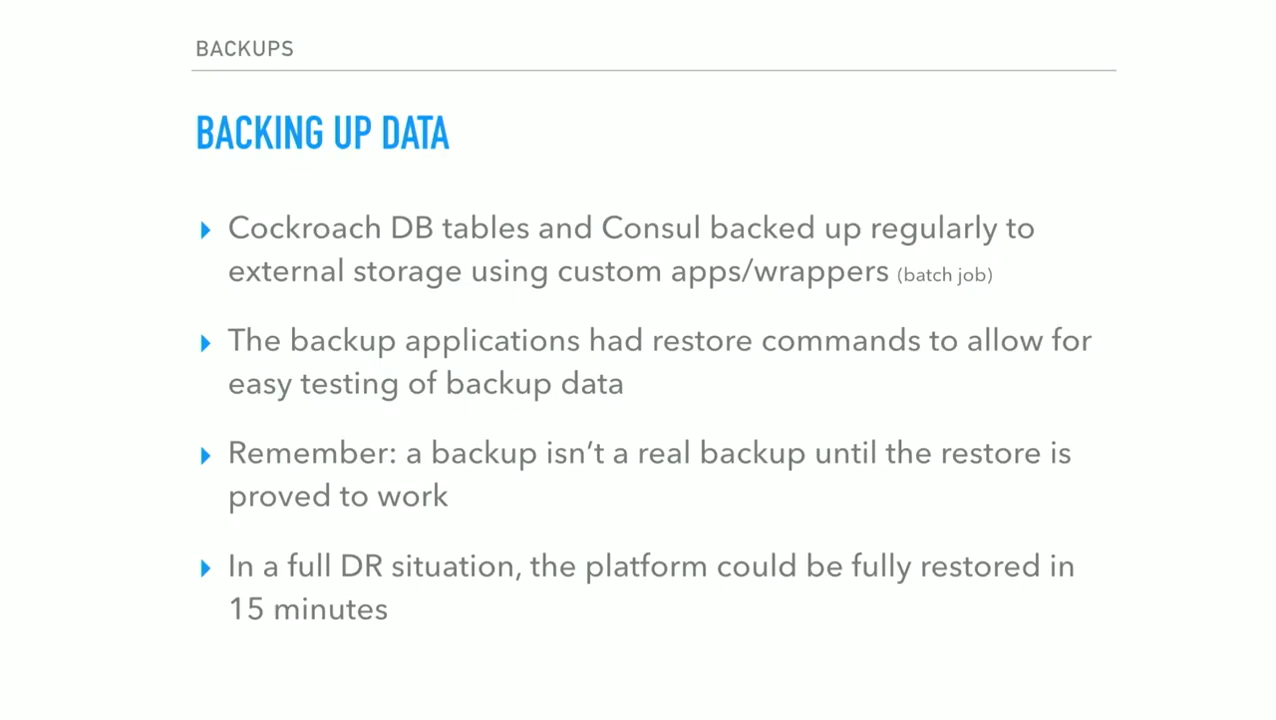 BACKUPS
BACKING UP DATA
Cockroach DB tables and Consul backed up regularly to
external storage using custom apps/wrappers (batch job)
The backup applications had restore commands to allow for
easy testing of backup data
Remember: a backup isn’t a real backup until the restore is
proved to work
In a full DR situation, the platform could be fully restored in
15 minutes